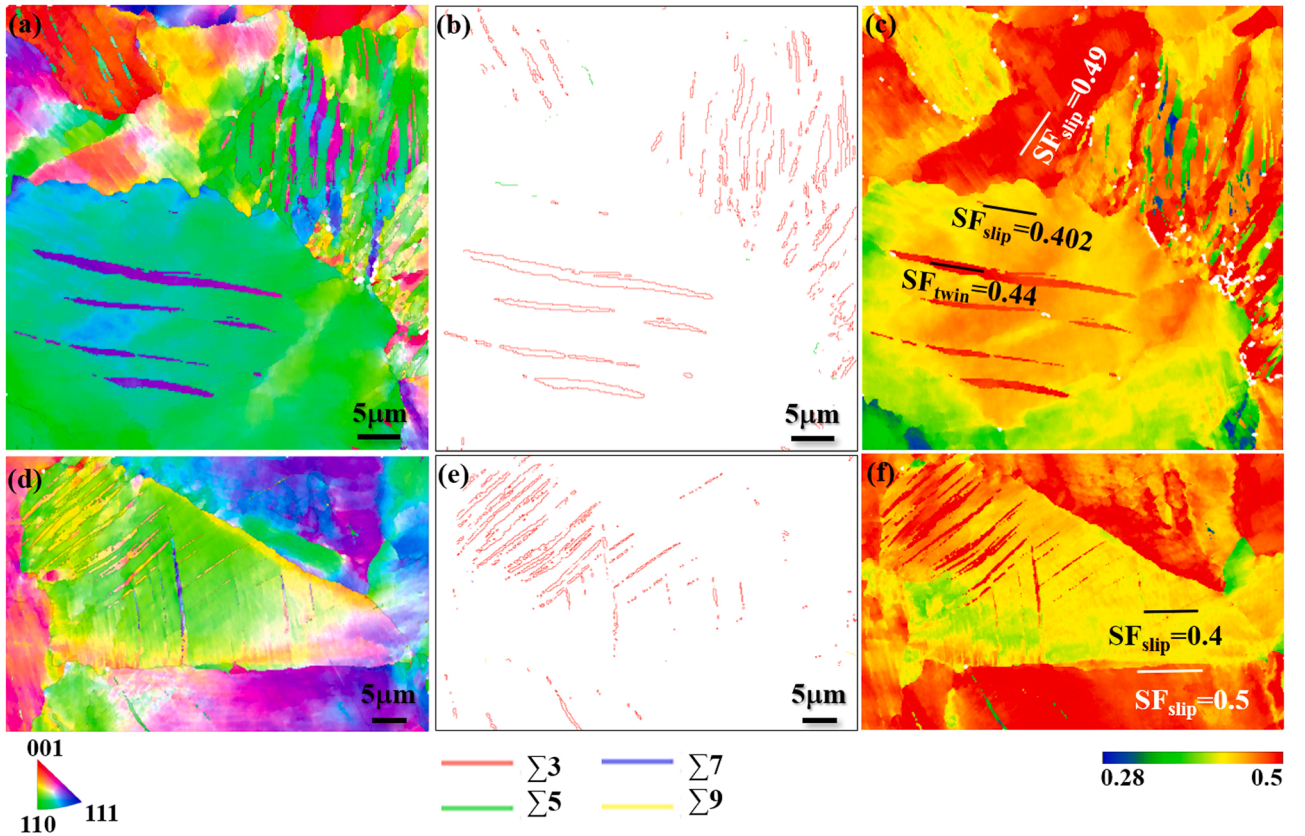 (a)
(b)
(c)
SFslip=0.49
SFslip=0.402
SFtwin=0.44
5μm
5μm
(d)
(e)
(f)
SFslip=0.4
SFslip=0.5
5μm
5μm
001
110
111
∑3
∑7
∑5
∑9
0.28
0.5